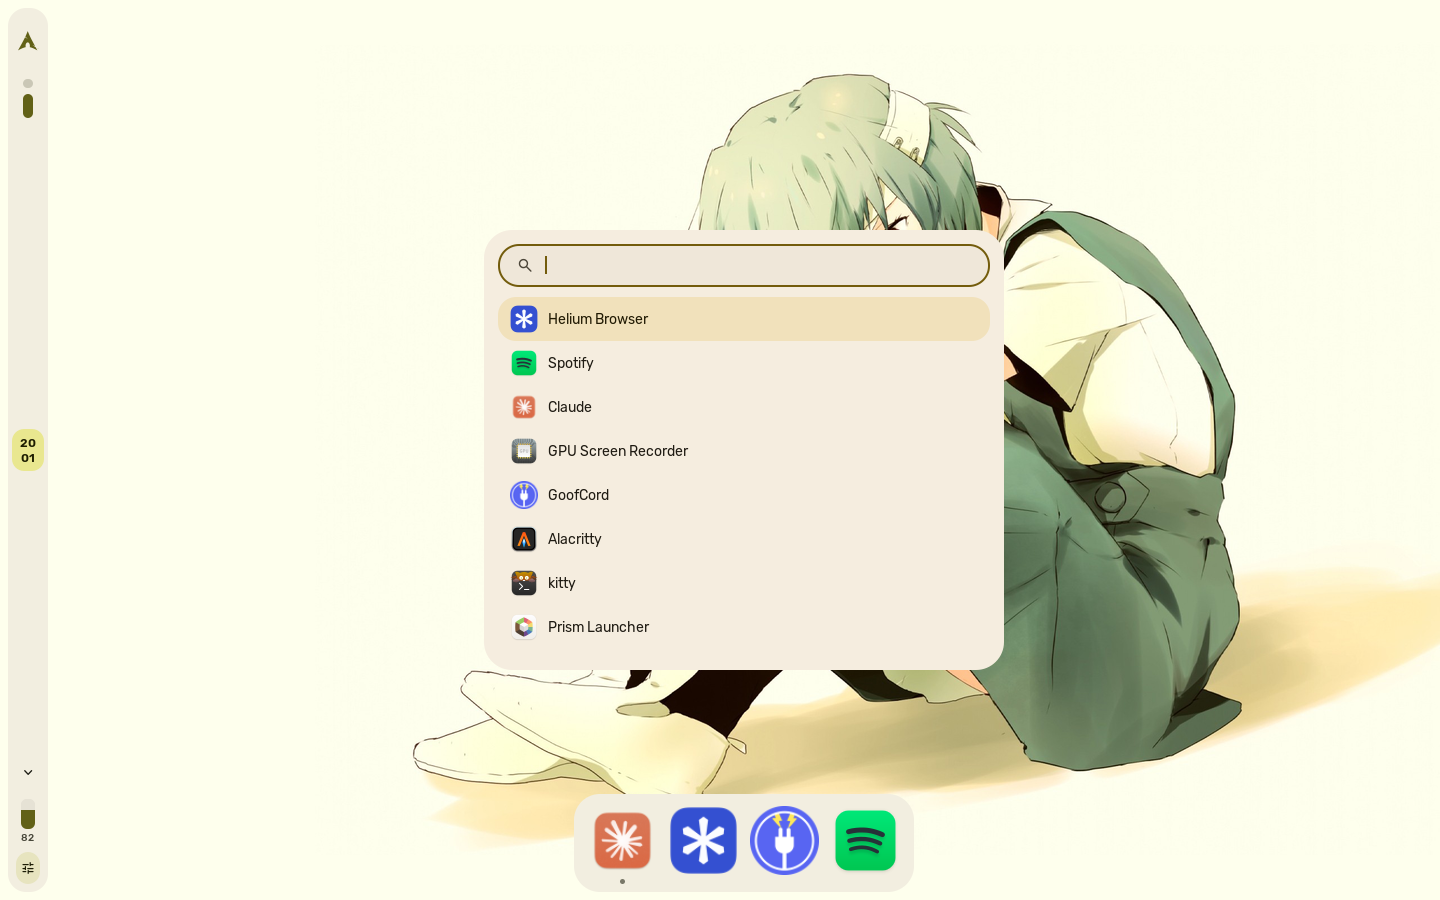 20
01
82
Helium Browser
Spotify
Claude
GPU Screen Recorder
GoofCord
Alacritty
kitty
Prism Launcher